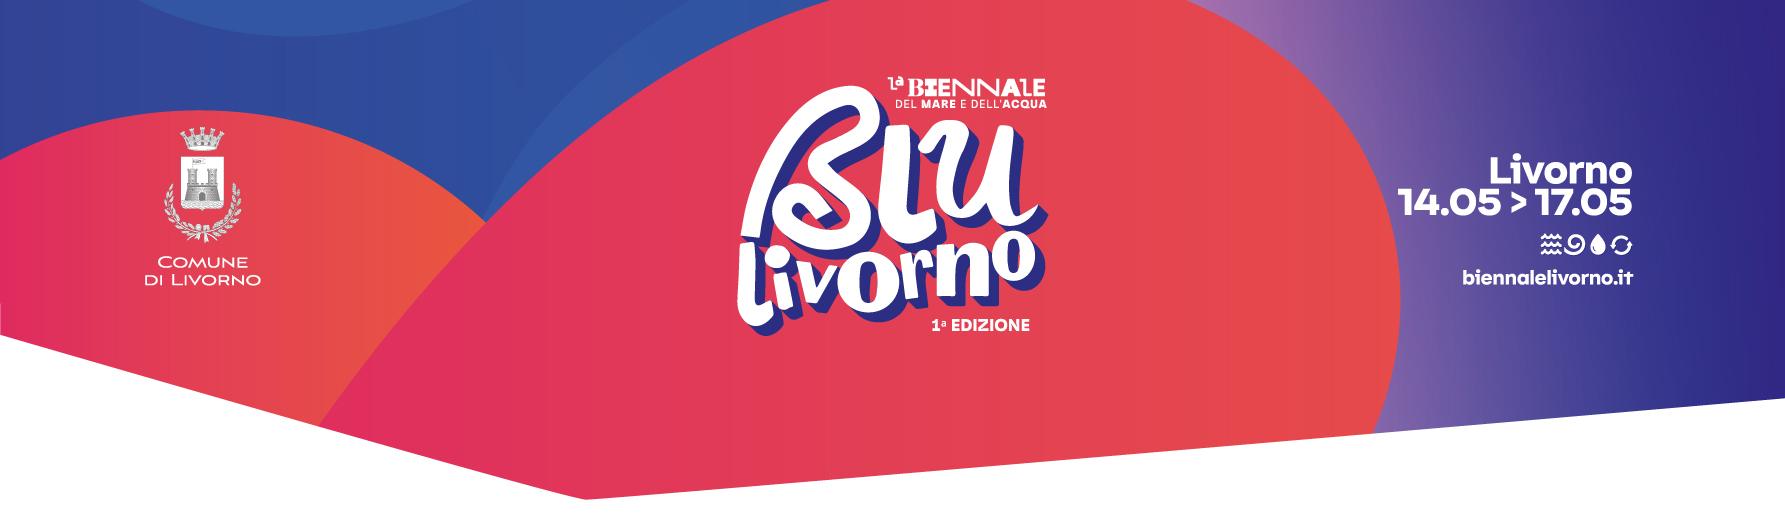 COMUNE
DI LIVORNO
1a BIENNALE
DEL MARE E DELL'ACQUA
Blu
livorno
1a EDIZIONE
Livorno
14.05 > 17.05
biennalelivorno.it